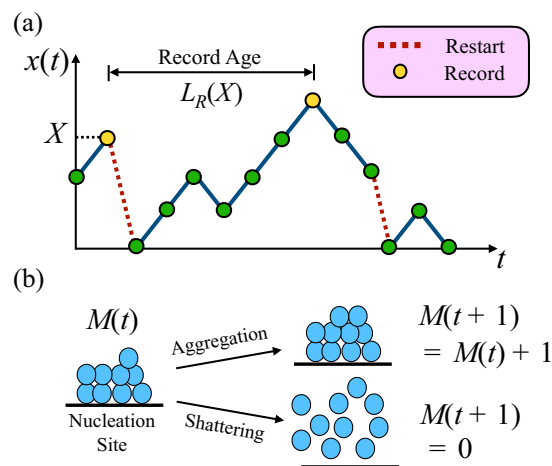 (a)
x(t)
Record Age
L_R(X)
X
t
Restart
Record
(b)
M(t)
Nucleation
Site
Aggregation
Shattering
M(t + 1)
= M(t) + 1
M(t + 1)
= 0